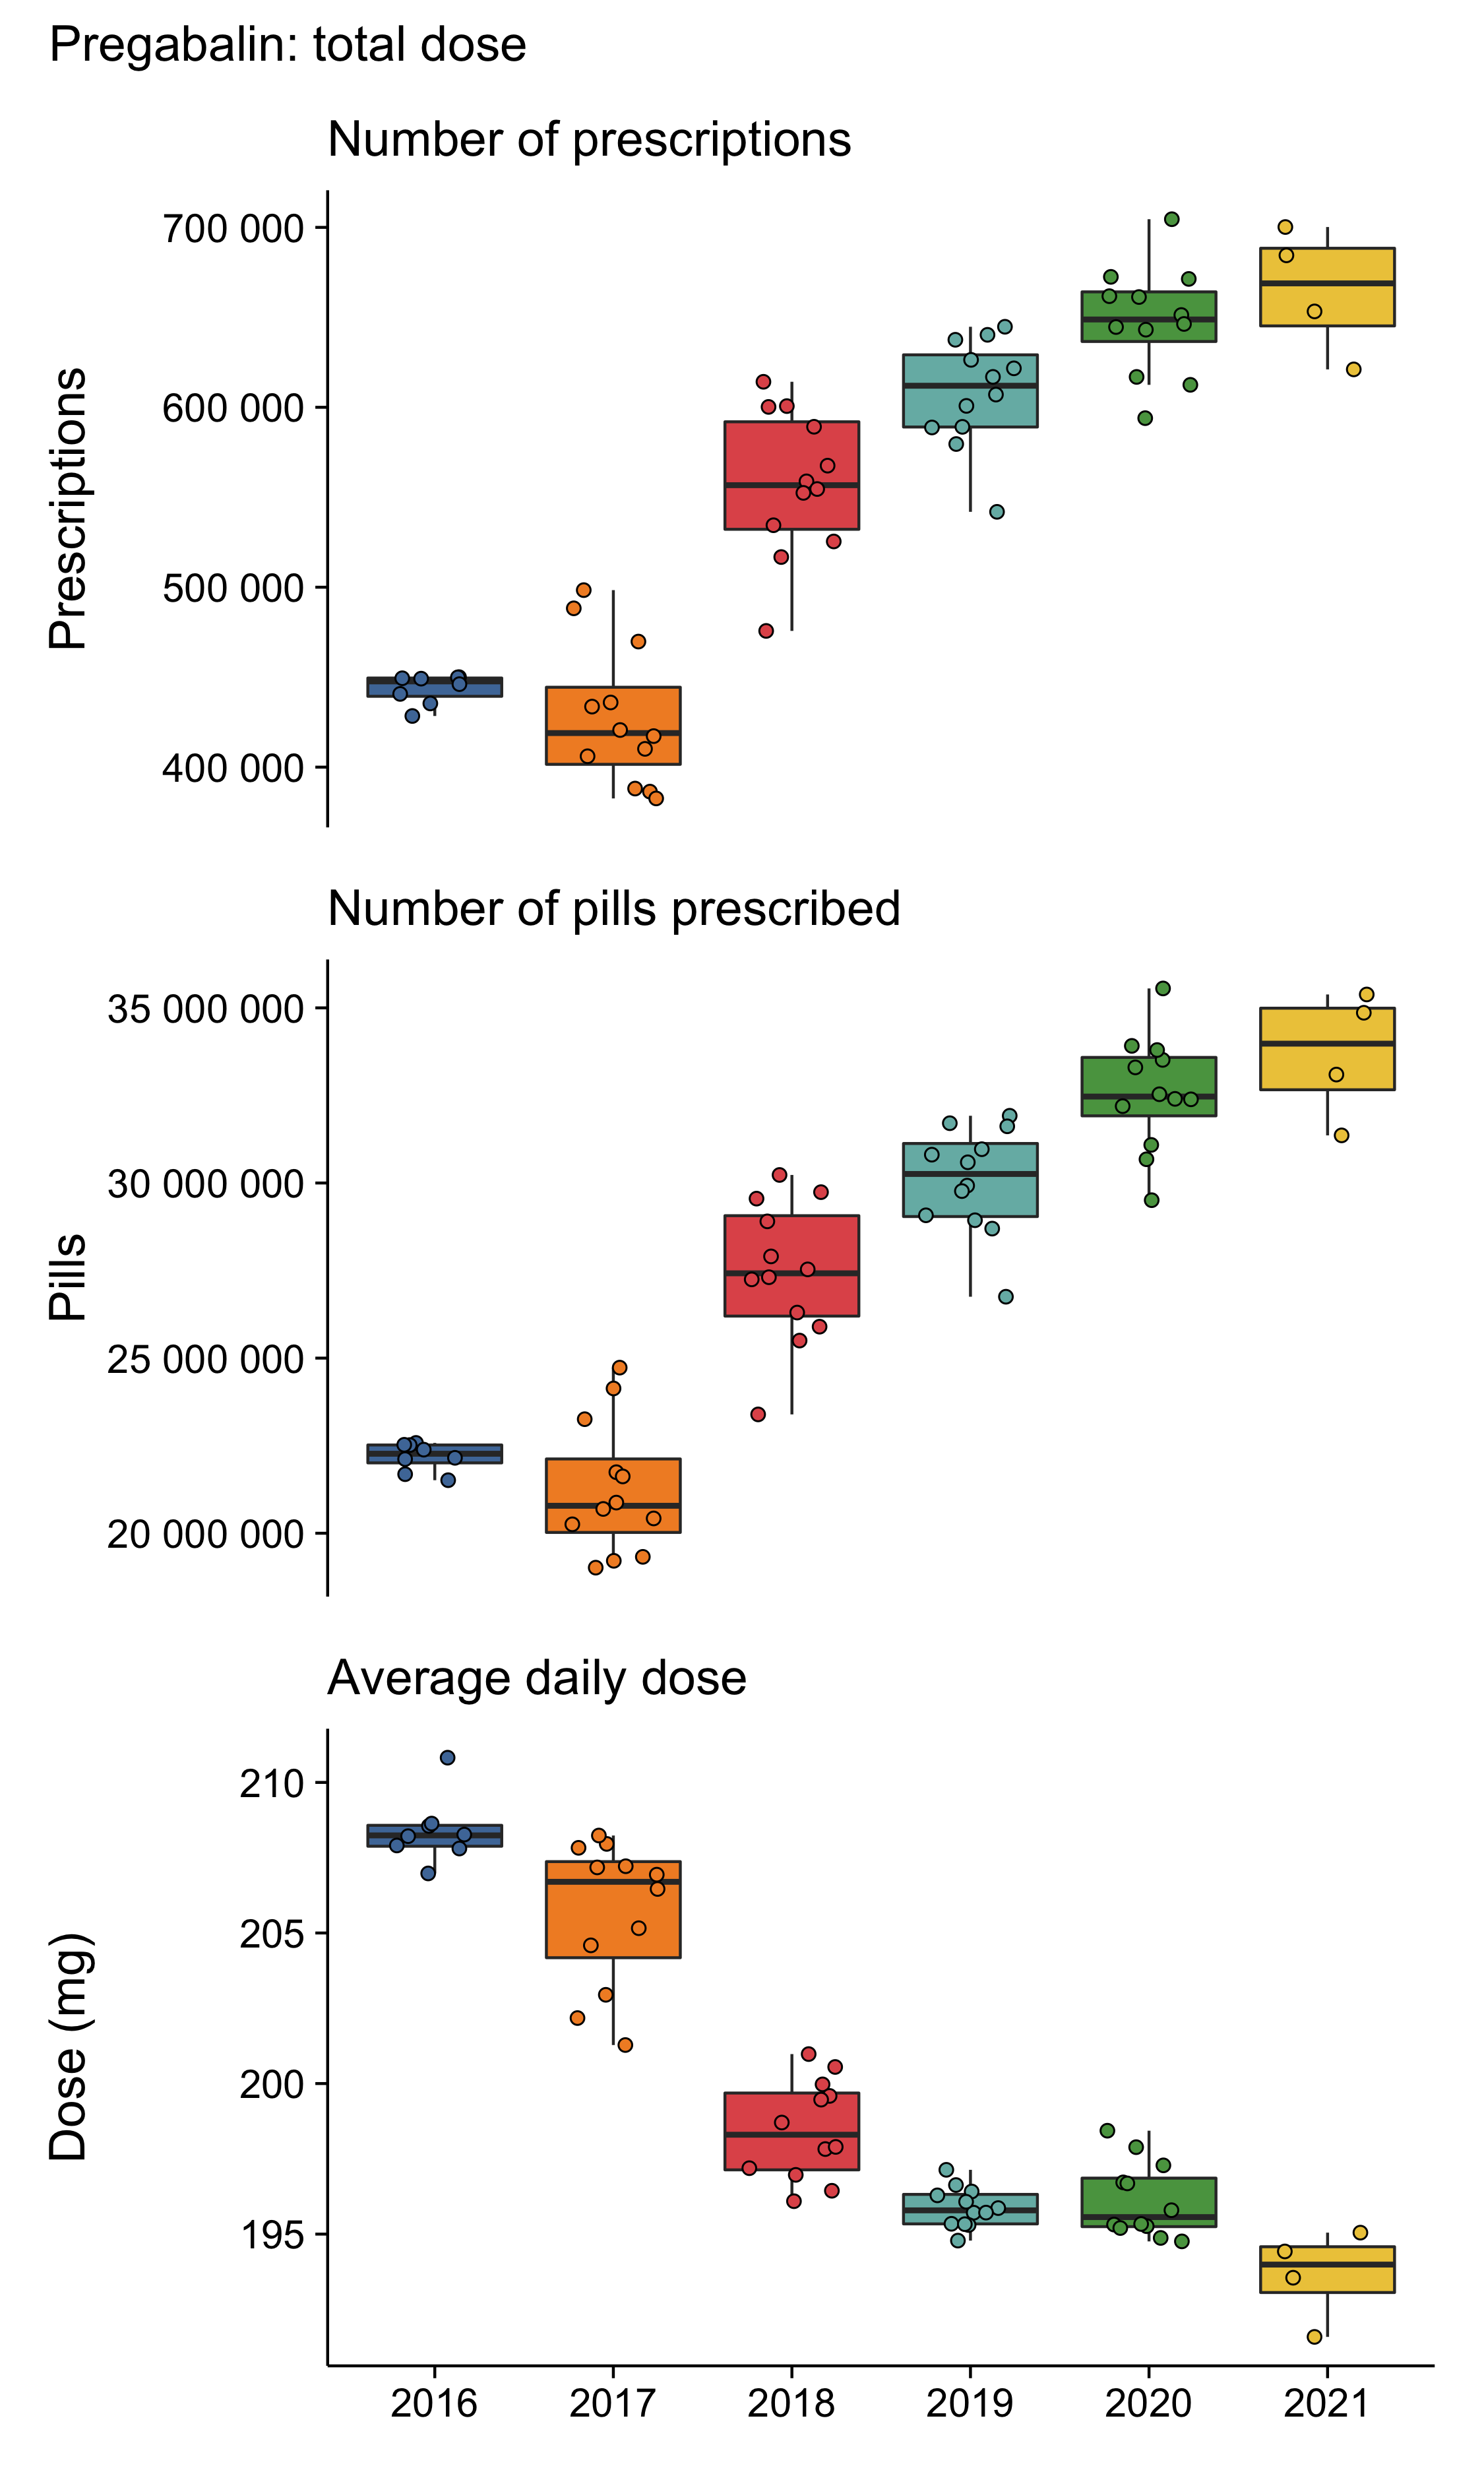 Pregabalin: total dose
Number of prescriptions
Prescriptions
700 000
600 000
500 000
400 000
Number of pills prescribed
Pills
35 000 000
30 000 000
25 000 000
20 000 000
Average daily dose
Dose (mg)
210
205
200
195
2016 2017 2018 2019 2020 2021